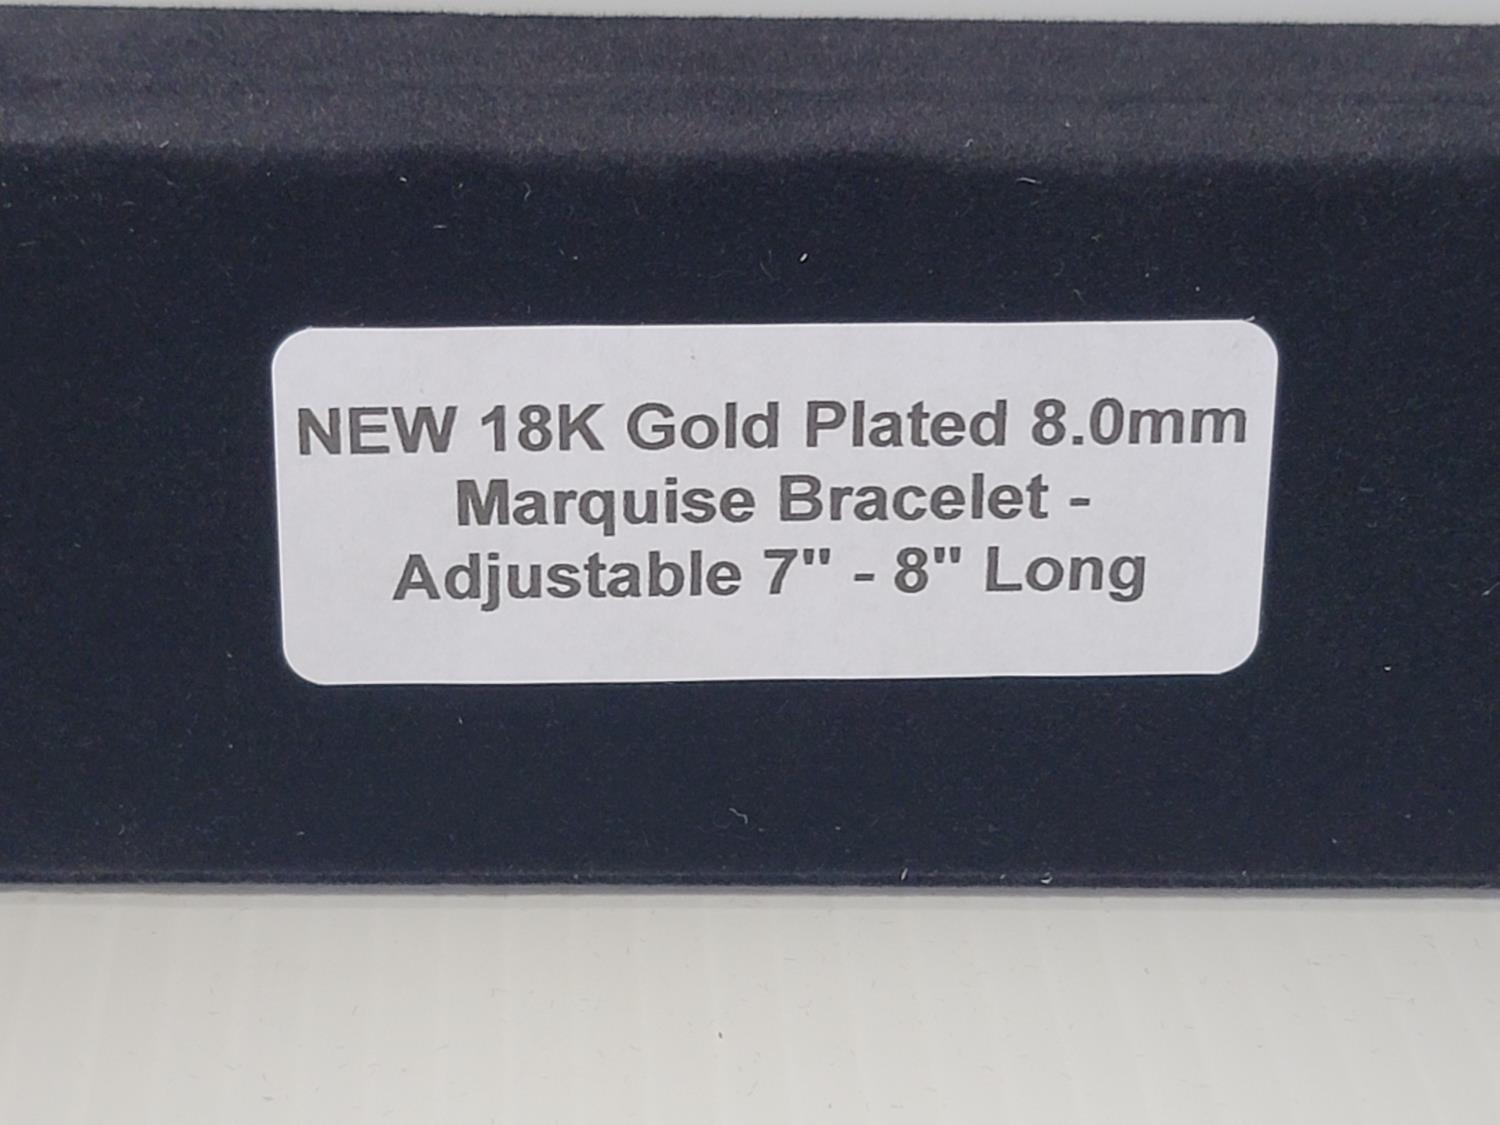 NEW 18K Gold Plated 8.0mm
Marquise Bracelet -
Adjustable 7" - 8" Long